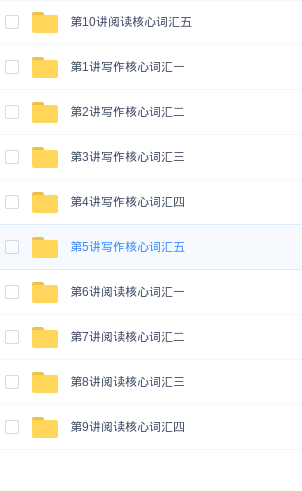 第10讲阅读核心词汇五
第1讲写作核心词汇一
第2讲写作核心词汇二
第3讲写作核心词汇三
第4讲写作核心词汇四
第5讲写作核心词汇五
第6讲阅读核心词汇一
第7讲阅读核心词汇二
第8讲阅读核心词汇三
第9讲阅读核心词汇四